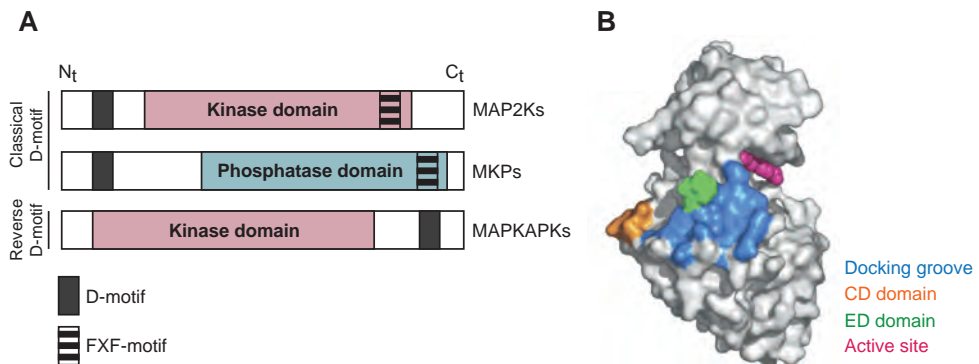 A
B
Nt
Ct
Classical
D-motif
Kinase domain
MAP2Ks
Phosphatase domain
MKPs
Reverse
D-motif
Kinase domain
MAPKAPKs
D-motif
FXF-motif
Docking groove
CD domain
ED domain
Active site